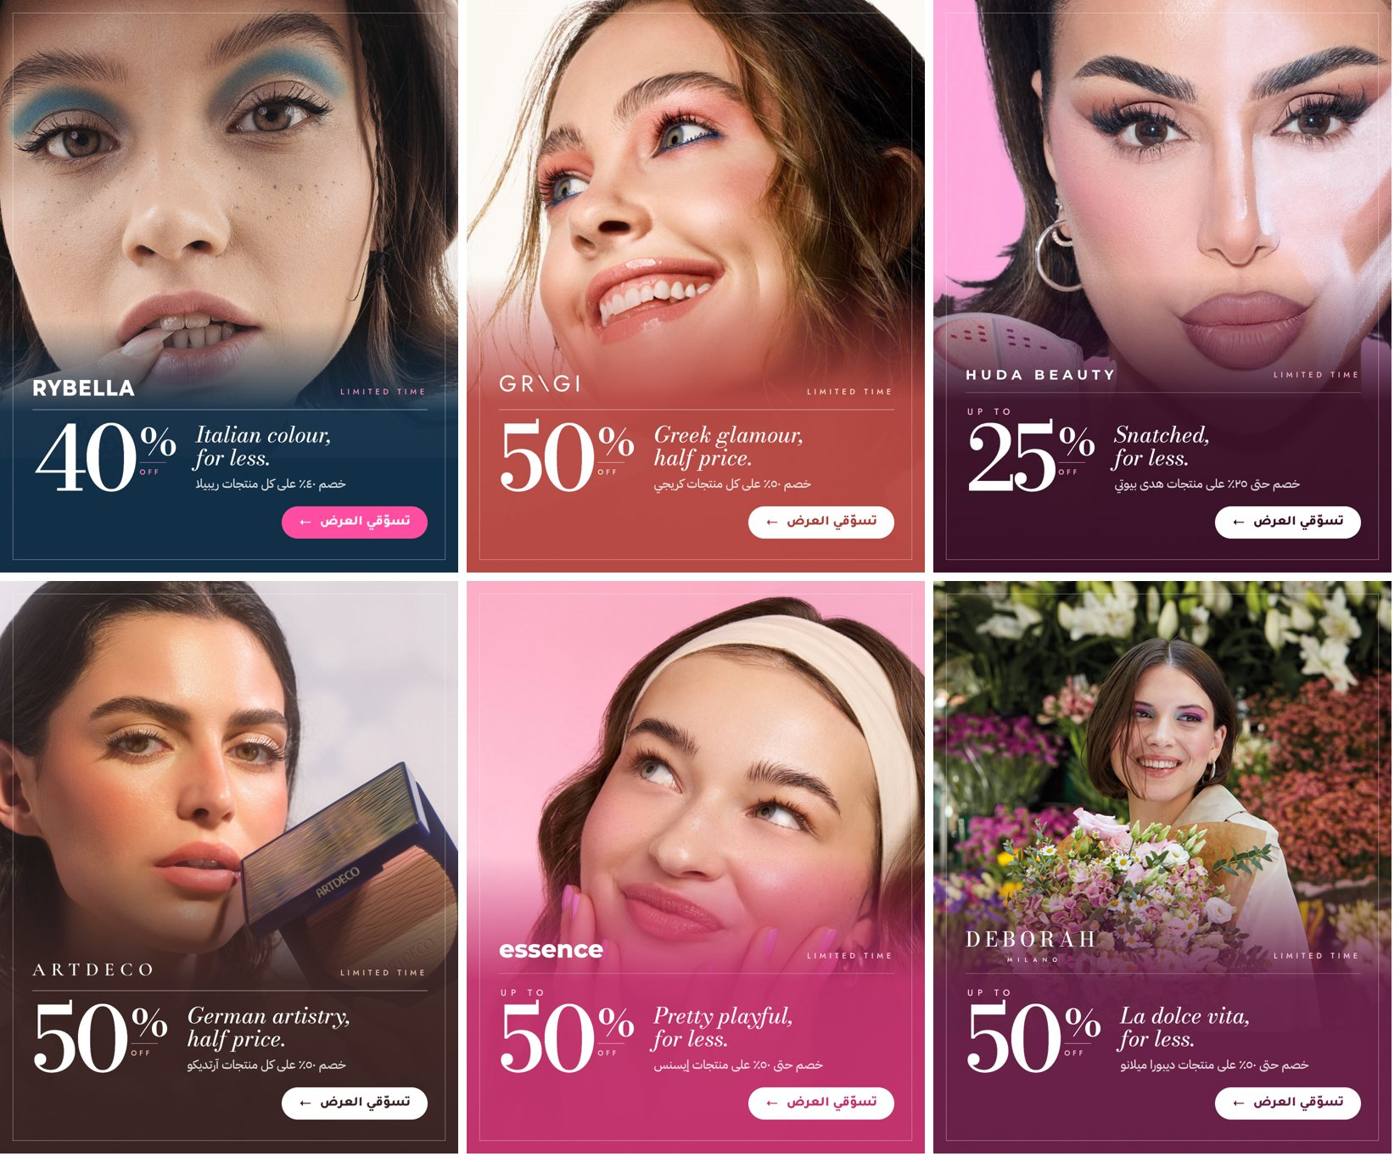 RYBELLA
LIMITED TIME
40% OFF
Italian colour,
for less.
خصم ٤٠٪ على كل منتجات ريبيلا
تسوّقي العرض ←
GR\GI
LIMITED TIME
50% OFF
Greek glamour,
half price.
خصم ٥٠٪ على كل منتجات كريجي
تسوّقي العرض ←
HUDA BEAUTY
LIMITED TIME
UP TO
25% OFF
Snatched,
for less.
خصم حتى ٢٥٪ على منتجات هدى بيوتي
تسوّقي العرض ←
ARTDECO
ARTDECO
LIMITED TIME
50% OFF
German artistry,
half price.
خصم ٥٠٪ على كل منتجات آرتديكو
تسوّقي العرض ←
essence
LIMITED TIME
UP TO
50% OFF
Pretty playful,
for less.
خصم حتى ٥٠٪ على منتجات إيسنس
تسوّقي العرض ←
DEBORAH
MILANO
LIMITED TIME
UP TO
50% OFF
La dolce vita,
for less.
خصم حتى ٥٠٪ على منتجات ديبورا ميلانو
تسوّقي العرض ←